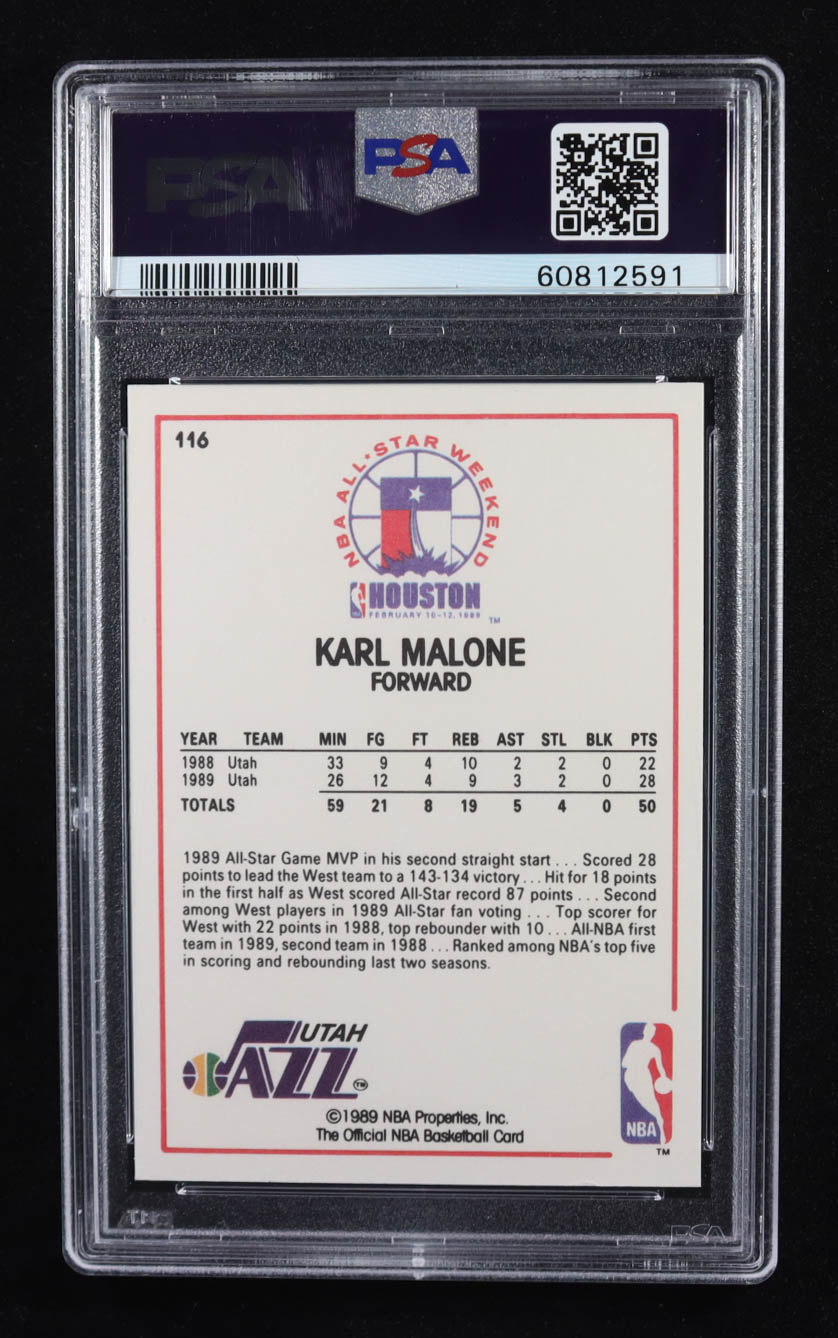 PSA
PSA
60812591
116
NBA ALL-STAR WEEKEND
HOUSTON
FEBRUARY 10-12, 1989
TM
KARL MALONE
FORWARD
YEAR TEAM MIN FG FT REB AST STL BLK PTS
1988 Utah 33 9 4 10 2 2 0 22
1989 Utah 26 12 4 9 3 2 0 28
TOTALS 59 21 8 19 5 4 0 50
1989 All-Star Game MVP in his second straight start . . . Scored 28
points to lead the West team to a 143-134 victory . . . Hit for 18 points
in the first half as West scored All-Star record 87 points . . . Second
among West players in 1989 All-Star fan voting . . . Top scorer for
West with 22 points in 1988, top rebounder with 10 . . . All-NBA first
team in 1989, second team in 1988 . . . Ranked among NBA's top five
in scoring and rebounding last two seasons.
UTAH
JAZZ TM
©1989 NBA Properties, Inc.
The Official NBA Basketball Card
NBA
TM
PSA